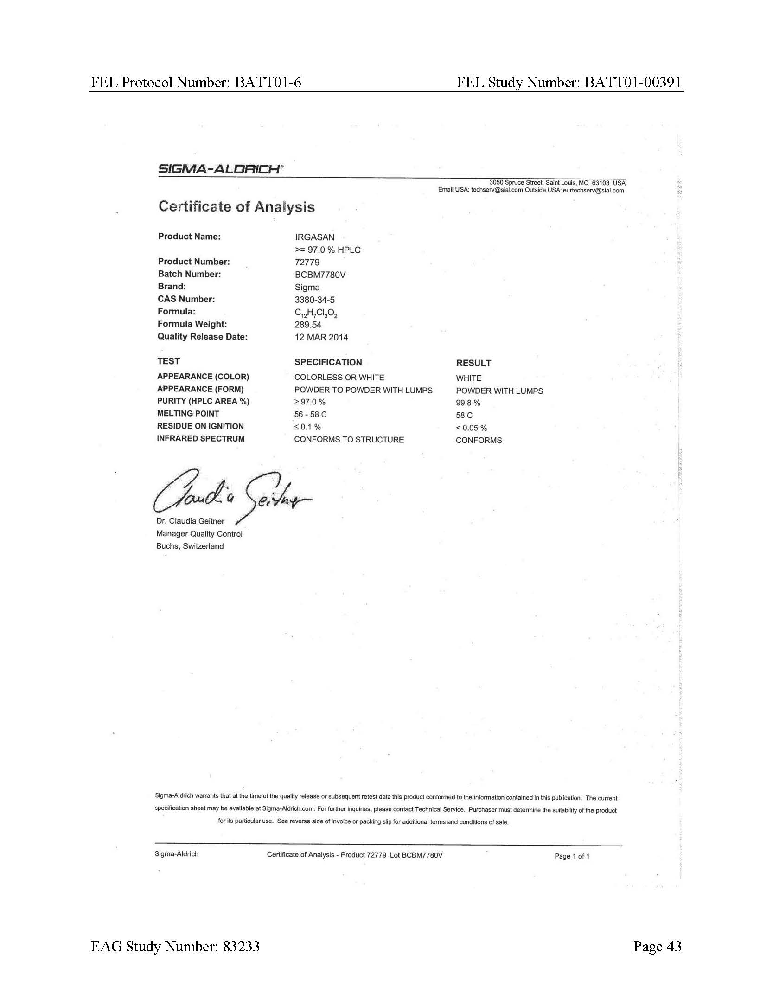 FEL Protocol Number: BATT01-6 FEL Study Number: BATT01-00391
SIGMA-ALDRICH®
3050 Spruce Street, Saint Louis, MO 63103 USA
Email USA: techserv@sial.com Outside USA: eurtechserv@sial.com
Certificate of Analysis
Product Name: IRGASAN
>= 97.0 % HPLC
Product Number: 72779
Batch Number: BCBM7780V
Brand: Sigma
CAS Number: 3380-34-5
Formula: C₁₂H₇Cl₃O₂
Formula Weight: 289.54
Quality Release Date: 12 MAR 2014
TEST SPECIFICATION RESULT
APPEARANCE (COLOR) COLORLESS OR WHITE WHITE
APPEARANCE (FORM) POWDER TO POWDER WITH LUMPS POWDER WITH LUMPS
PURITY (HPLC AREA %) ≥ 97.0 % 99.8 %
MELTING POINT 56 - 58 C 58 C
RESIDUE ON IGNITION ≤ 0.1 % < 0.05 %
INFRARED SPECTRUM CONFORMS TO STRUCTURE CONFORMS
Claudia Geitner
Dr. Claudia Geitner
Manager Quality Control
Buchs, Switzerland
Sigma-Aldrich warrants that at the time of the quality release or subsequent retest date this product conformed to the information contained in this publication. The current
specification sheet may be available at Sigma-Aldrich.com. For further inquiries, please contact Technical Service. Purchaser must determine the suitability of the product
for its particular use. See reverse side of invoice or packing slip for additional terms and conditions of sale.
Sigma-Aldrich Certificate of Analysis - Product 72779 Lot BCBM7780V Page 1 of 1
EAG Study Number: 83233 Page 43